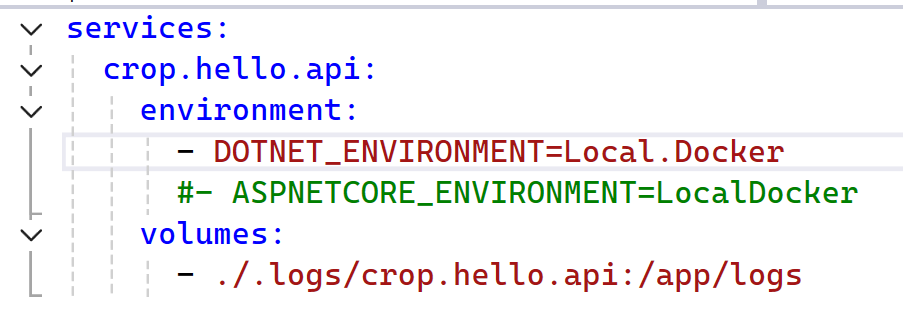 services:
crop.hello.api:
environment:
- DOTNET_ENVIRONMENT=Local.Docker
#- ASPNETCORE_ENVIRONMENT=LocalDocker
volumes:
- ./.logs/crop.hello.api:/app/logs